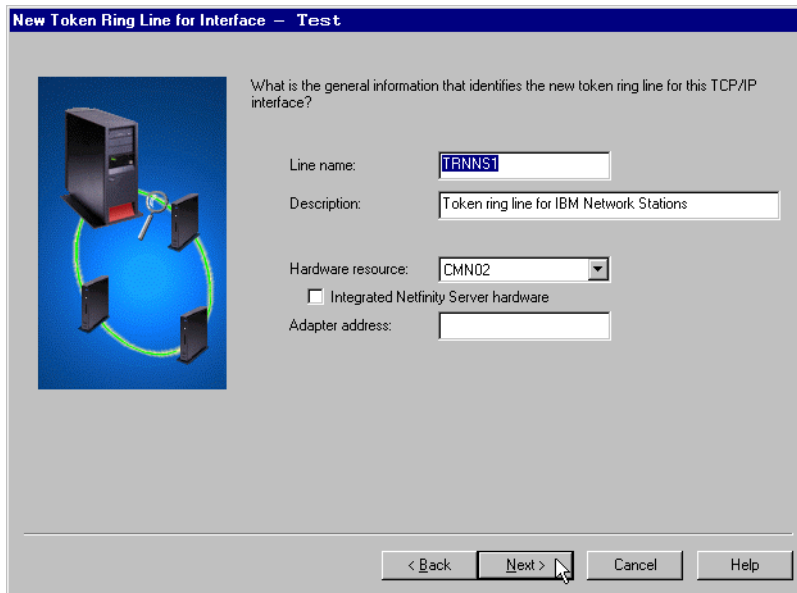 New Token Ring Line for Interface – Test
What is the general information that identifies the new token ring line for this TCP/IP
interface?
Line name: TRNNS1
Description: Token ring line for IBM Network Stations
Hardware resource: CMN02
Integrated Netfinity Server hardware
Adapter address:
< Back Next > Cancel Help